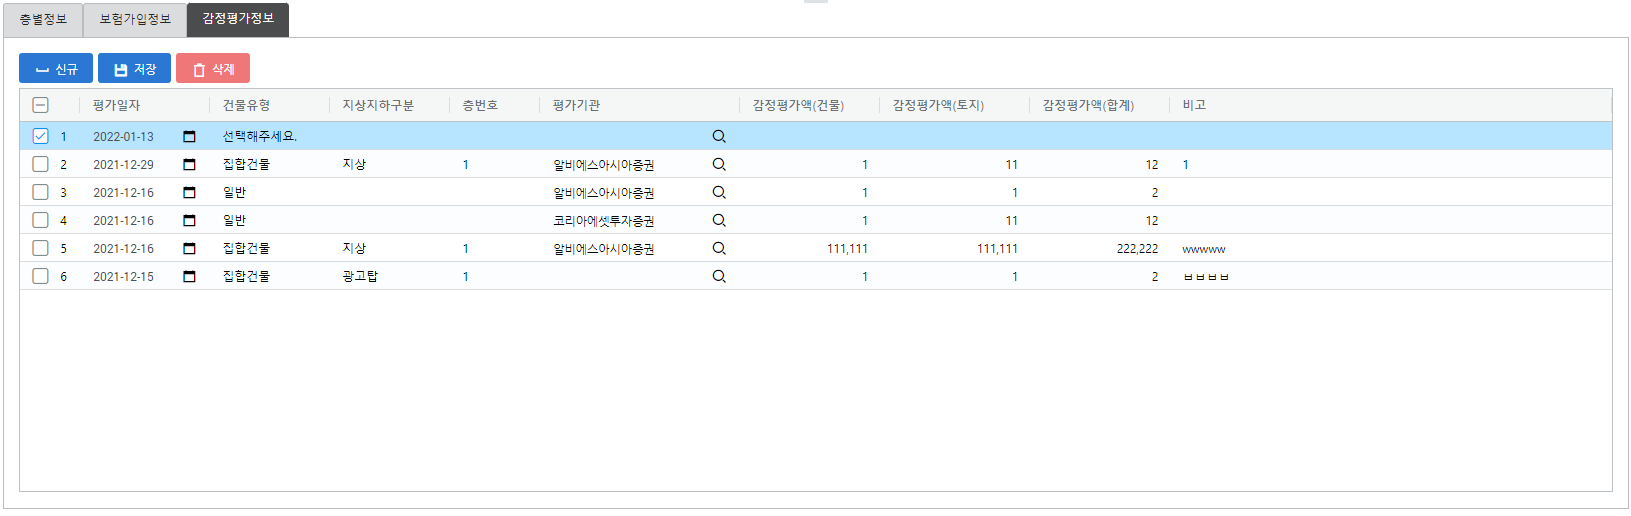 층별정보 보험가입정보 감정평가정보
신규 저장 삭제
평가일자 건물유형 지상지하구분 층번호 평가기관 감정평가액(건물) 감정평가액(토지) 감정평가액(합계) 비고
1 2022-01-13 선택해주세요.
2 2021-12-29 집합건물 지상 1 알비에스아시아증권 1 11 12 1
3 2021-12-16 일반 알비에스아시아증권 1 1 2
4 2021-12-16 일반 코리아에셋투자증권 1 11 12
5 2021-12-16 집합건물 지상 1 알비에스아시아증권 111,111 111,111 222,222 wwwww
6 2021-12-15 집합건물 광고탑 1 1 1 2 ㅂㅂㅂㅂ